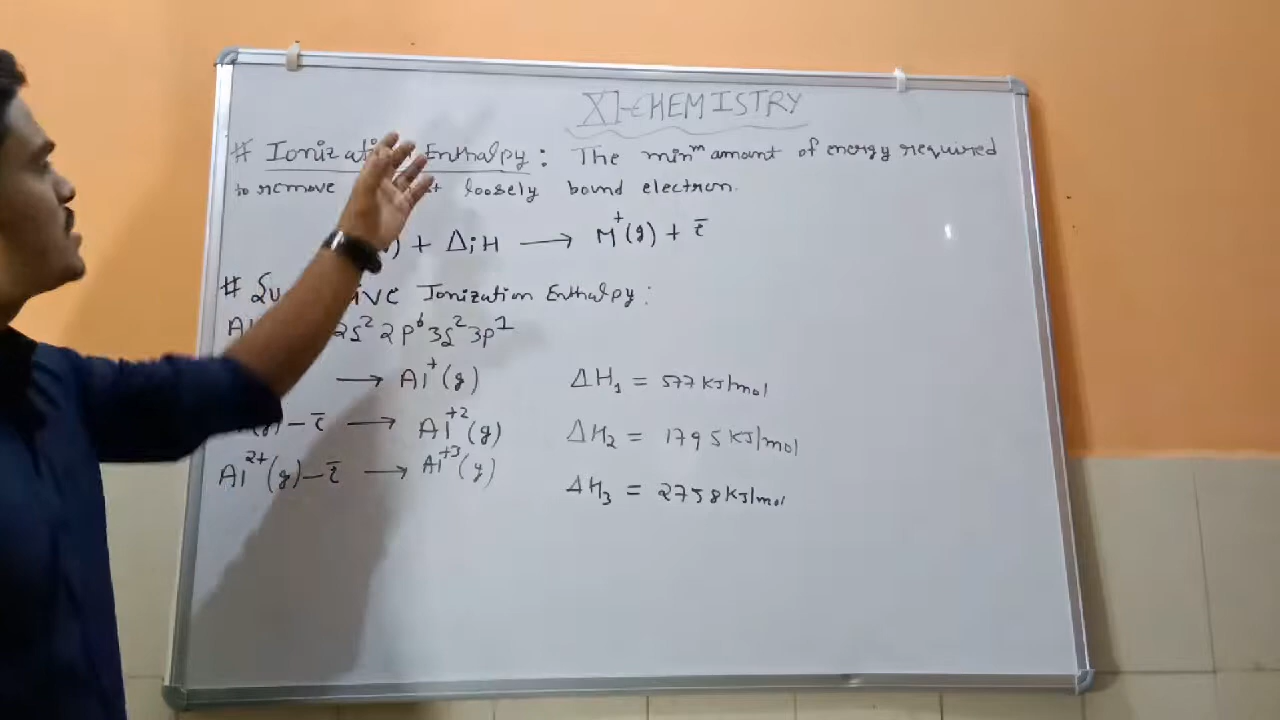 XI-CHEMISTRY
# Ionization Enthalpy : The minᵐ amount of energy required
to remove loosely bound electron.
+ ΔᵢH ⟶ M⁺(g) + e̅
# Ionization Enthalpy :
Al 2s² 2p⁶ 3s² 3p¹
⟶ Al⁺(g) ΔH₁ = 577 KJ/mol
(g) – e̅ ⟶ Al⁺²(g) ΔH₂ = 1795 KJ/mol
Al²⁺(g) – e̅ ⟶ Al⁺³(g) ΔH₃ = 2758 KJ/mol